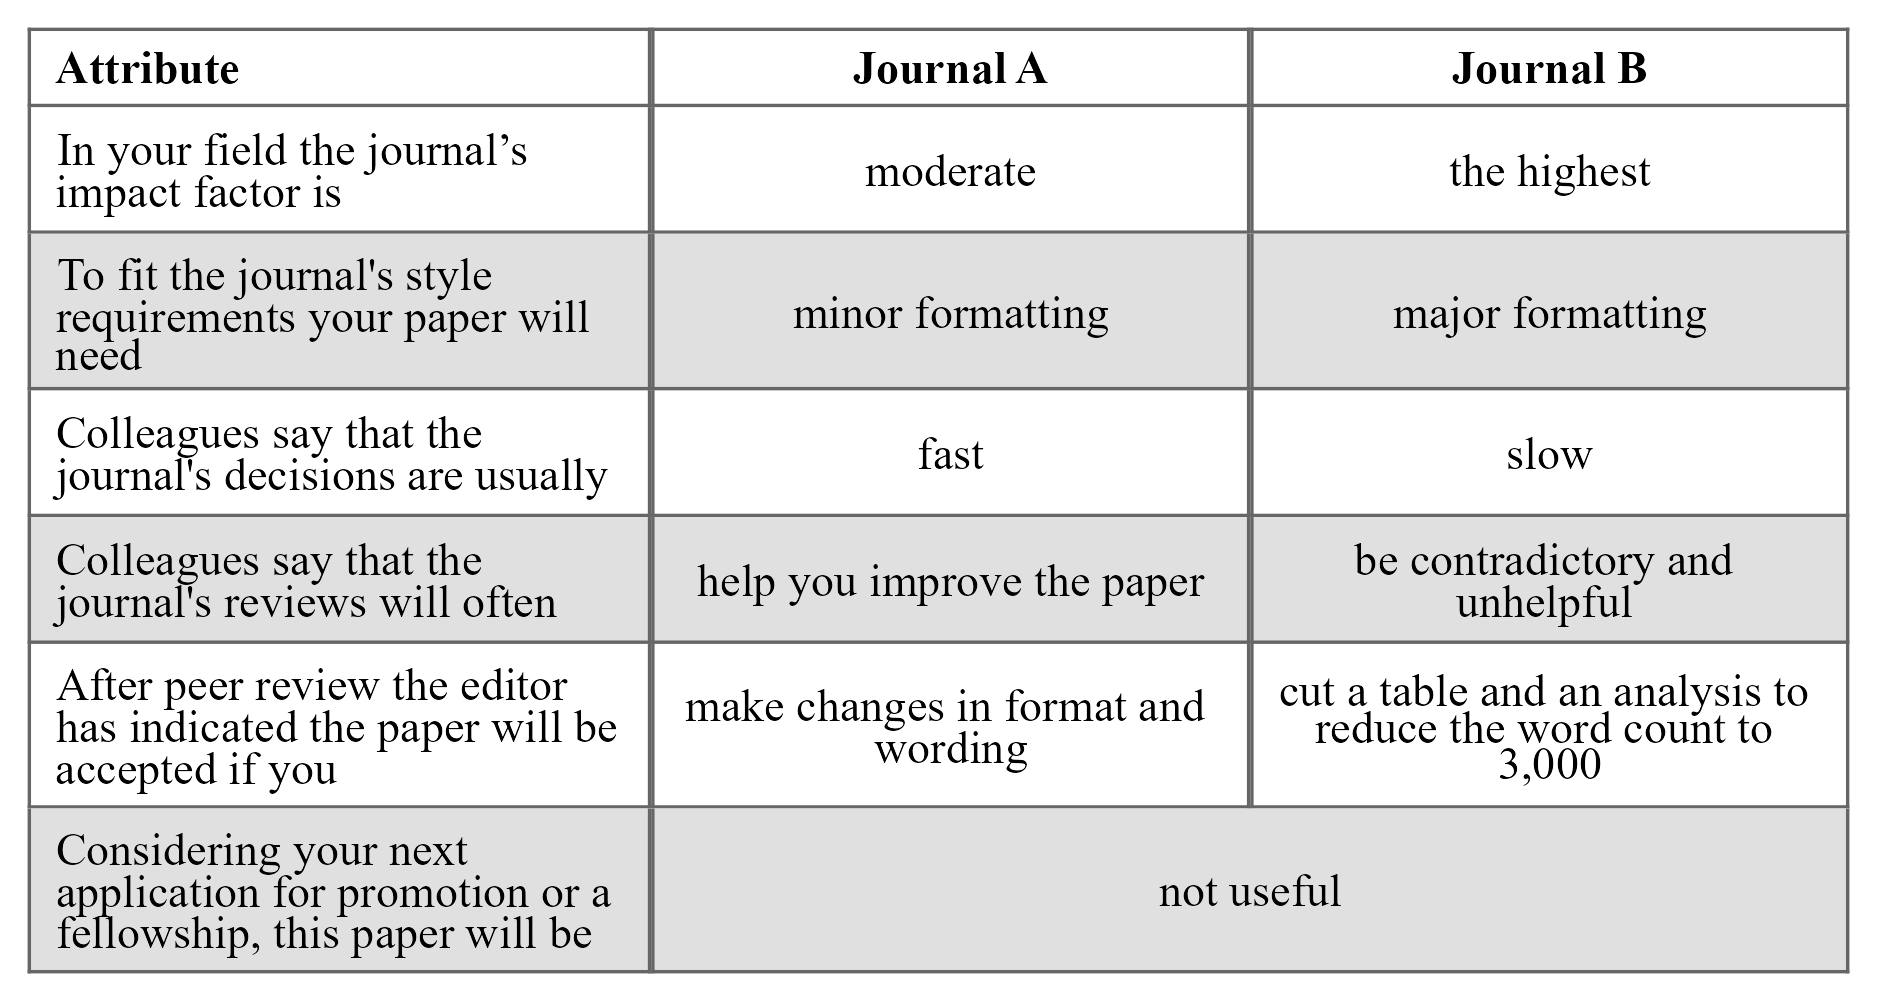 Attribute
Journal A
Journal B
In your field the journal’s
impact factor is
moderate
the highest
To fit the journal's style
requirements your paper will
need
minor formatting
major formatting
Colleagues say that the
journal's decisions are usually
fast
slow
Colleagues say that the
journal's reviews will often
help you improve the paper
be contradictory and
unhelpful
After peer review the editor
has indicated the paper will be
accepted if you
make changes in format and
wording
cut a table and an analysis to
reduce the word count to
3,000
Considering your next
application for promotion or a
fellowship, this paper will be
not useful